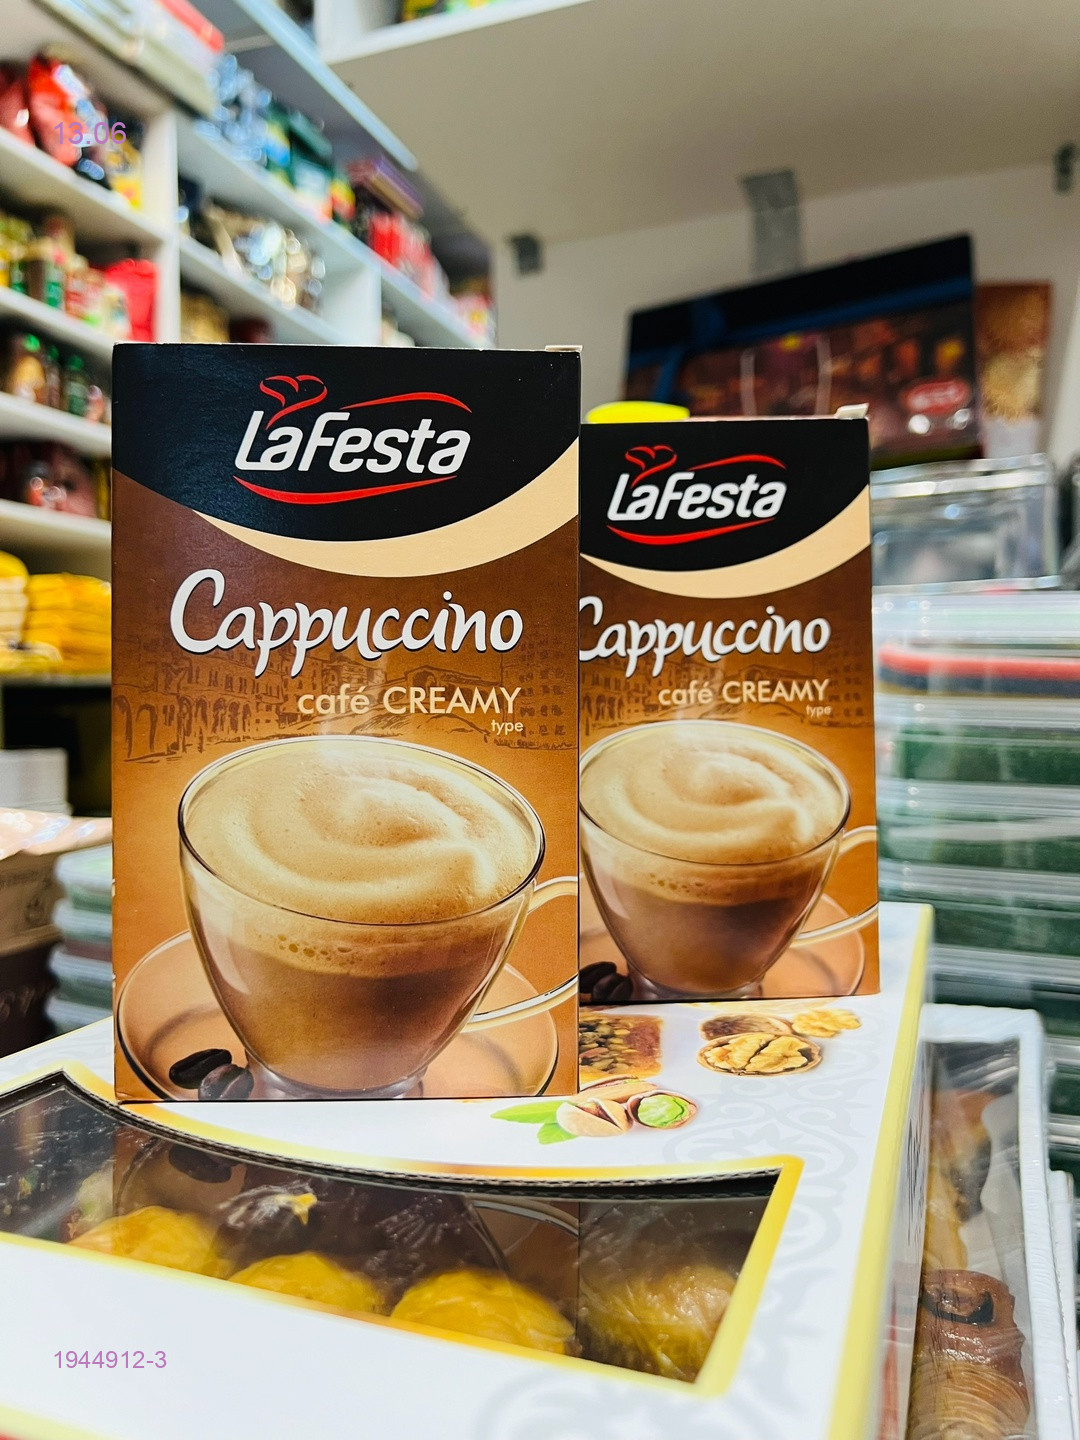 13.06
LaFesta
Cappuccino
café CREAMY
type
LaFesta
Cappuccino
café CREAMY
type
1944912-3